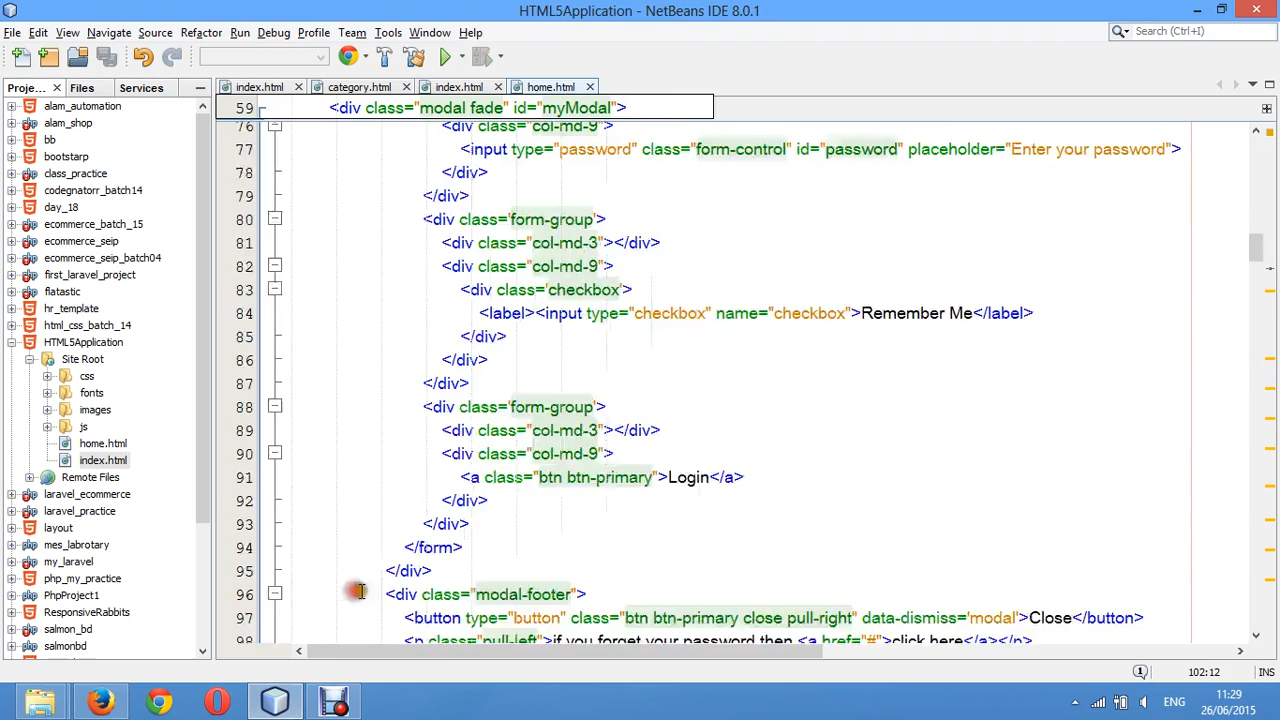 HTML5Application - NetBeans IDE 8.0.1
File Edit View Navigate Source Refactor Run Debug Profile Team Tools Window Help
Search (Ctrl+I)
Proje... Files Services
index.html category.html index.html home.html
alam_automation
alam_shop
bb
bootstarp
class_practice
codegnatorr_batch14
day_18
ecommerce_batch_15
ecommerce_seip
ecommerce_seip_batch04
first_laravel_project
flatastic
hr_template
html_css_batch_14
HTML5Application
Site Root
css
fonts
images
js
home.html
index.html
Remote Files
laravel_ecommerce
laravel_practice
layout
mes_labrotary
my_laravel
php_my_practice
PhpProject1
ResponsiveRabbits
salmon_bd
salmonbd
59 <div class="modal fade" id="myModal">
76 <div class="col-md-9">
77 <input type="password" class="form-control" id="password" placeholder="Enter your password">
78 </div>
79 </div>
80 <div class='form-group'>
81 <div class="col-md-3"></div>
82 <div class="col-md-9">
83 <div class='checkbox'>
84 <label><input type="checkbox" name="checkbox">Remember Me</label>
85 </div>
86 </div>
87 </div>
88 <div class='form-group'>
89 <div class="col-md-3"></div>
90 <div class="col-md-9">
91 <a class="btn btn-primary">Login</a>
92 </div>
93 </div>
94 </form>
95 </div>
96 <div class="modal-footer">
97 <button type="button" class="btn btn-primary close pull-right" data-dismiss='modal'>Close</button>
98 <p class="pull-left">if you forget your password then <a href="#">click here</a></p>
102:12 INS
ENG
11:29
26/06/2015